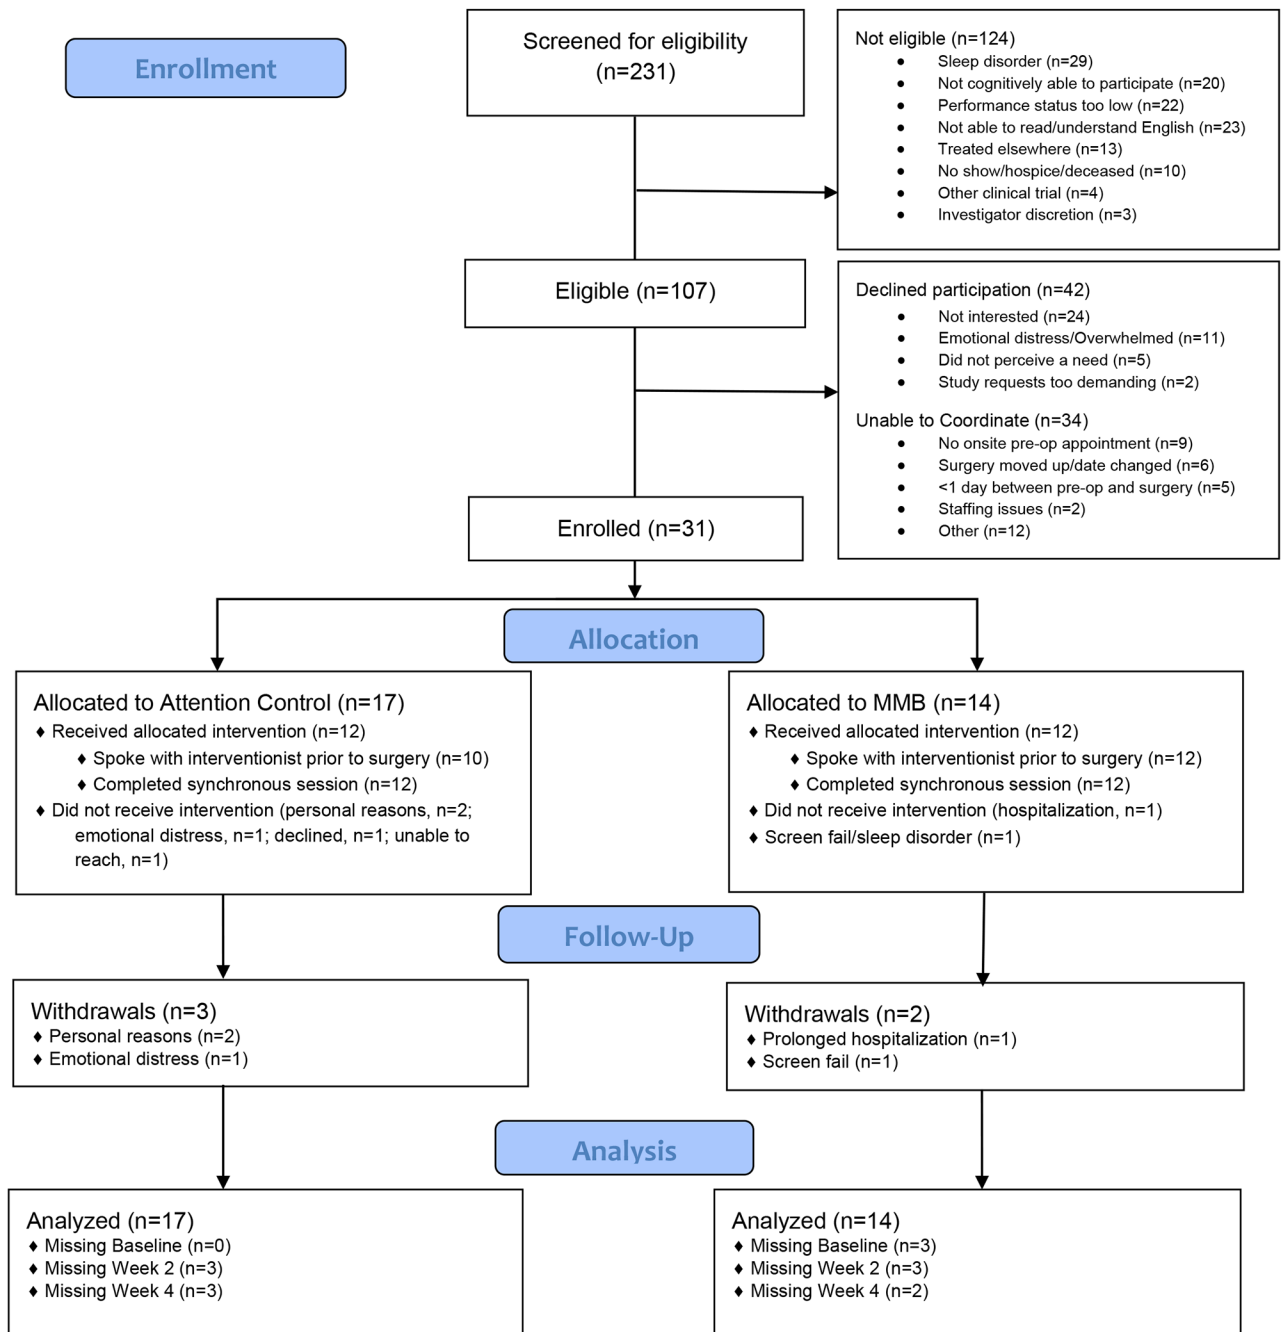 Enrollment
Screened for eligibility
(n=231)
Not eligible (n=124)
● Sleep disorder (n=29)
● Not cognitively able to participate (n=20)
● Performance status too low (n=22)
● Not able to read/understand English (n=23)
● Treated elsewhere (n=13)
● No show/hospice/deceased (n=10)
● Other clinical trial (n=4)
● Investigator discretion (n=3)
Eligible (n=107)
Declined participation (n=42)
● Not interested (n=24)
● Emotional distress/Overwhelmed (n=11)
● Did not perceive a need (n=5)
● Study requests too demanding (n=2)
Unable to Coordinate (n=34)
● No onsite pre-op appointment (n=9)
● Surgery moved up/date changed (n=6)
● <1 day between pre-op and surgery (n=5)
● Staffing issues (n=2)
● Other (n=12)
Enrolled (n=31)
Allocation
Allocated to Attention Control (n=17)
♦ Received allocated intervention (n=12)
♦ Spoke with interventionist prior to surgery (n=10)
♦ Completed synchronous session (n=12)
♦ Did not receive intervention (personal reasons, n=2;
emotional distress, n=1; declined, n=1; unable to
reach, n=1)
Allocated to MMB (n=14)
♦ Received allocated intervention (n=12)
♦ Spoke with interventionist prior to surgery (n=12)
♦ Completed synchronous session (n=12)
♦ Did not receive intervention (hospitalization, n=1)
♦ Screen fail/sleep disorder (n=1)
Follow-Up
Withdrawals (n=3)
♦ Personal reasons (n=2)
♦ Emotional distress (n=1)
Withdrawals (n=2)
♦ Prolonged hospitalization (n=1)
♦ Screen fail (n=1)
Analysis
Analyzed (n=17)
♦ Missing Baseline (n=0)
♦ Missing Week 2 (n=3)
♦ Missing Week 4 (n=3)
Analyzed (n=14)
♦ Missing Baseline (n=3)
♦ Missing Week 2 (n=3)
♦ Missing Week 4 (n=2)